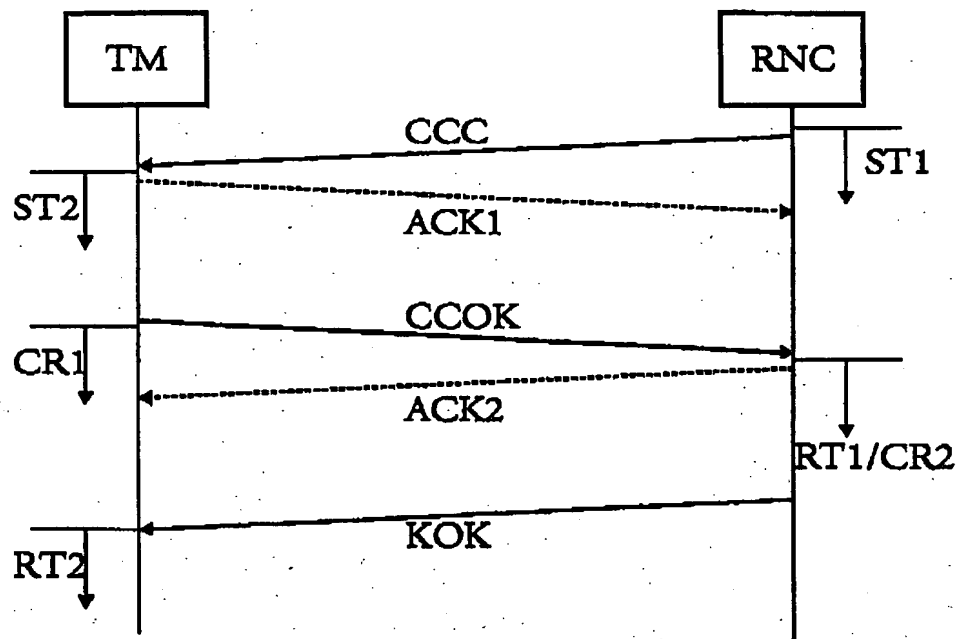 TM
RNC
CCC
ST1
ST2
ACK1
CCOK
CR1
ACK2
RT1/CR2
KOK
RT2